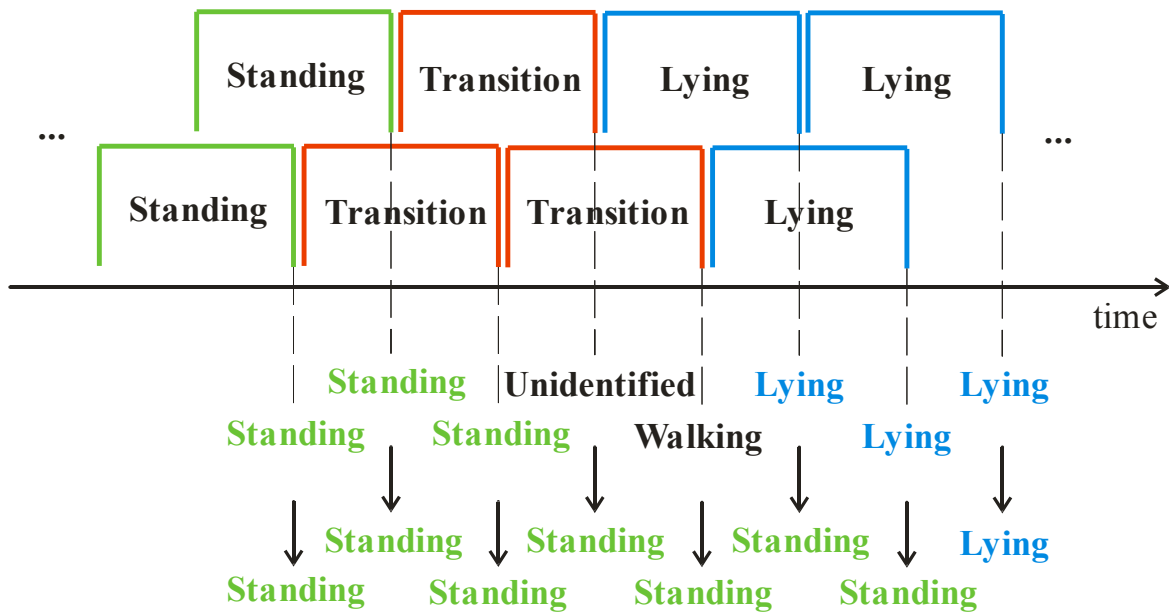 Standing Transition Lying Lying
... ...
Standing Transition Transition Lying
time
Standing Unidentified Lying Lying
Standing Standing Walking Lying
Standing Standing Standing Lying
Standing Standing Standing Standing